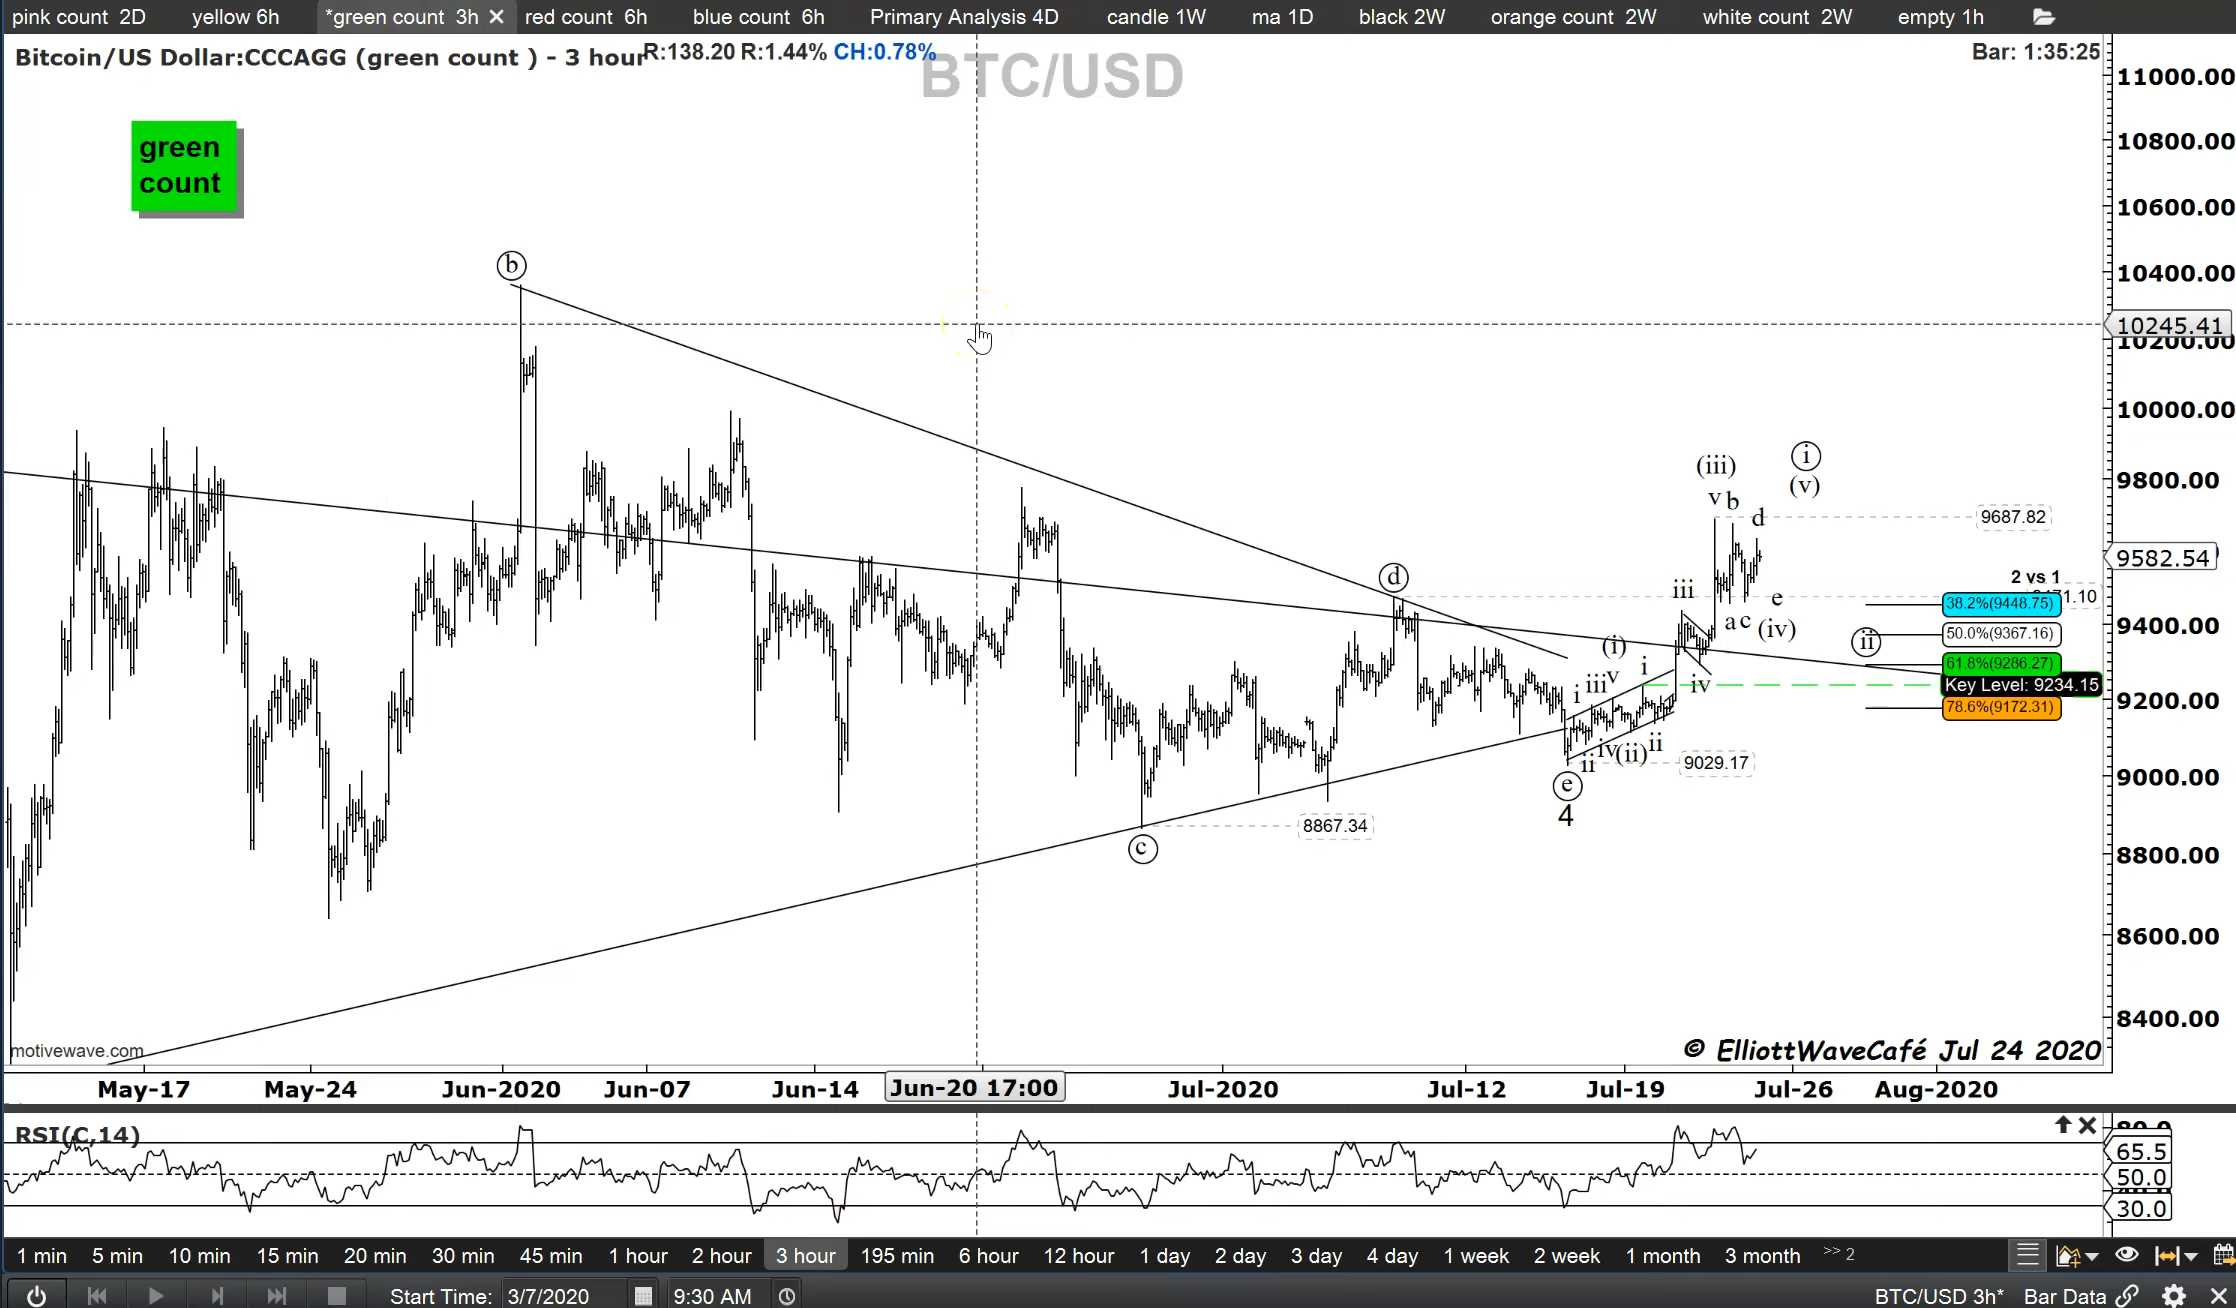 pink count 2D yellow 6h *green count 3h red count 6h blue count 6h Primary Analysis 4D candle 1W ma 1D black 2W orange count 2W white count 2W empty 1h
Bitcoin/US Dollar:CCCAGG (green count ) - 3 hour R:138.20 R:1.44% CH:0.78% Bar: 1:35:25
BTC/USD
green
count
11000.00
10800.00
10600.00
10400.00
10245.41
10200.00
10000.00
9800.00
9582.54
9400.00
9200.00
9000.00
8800.00
8600.00
8400.00
b
d
c
e
4
i
(v)
(iii)
v b
d
9687.82
iii
2 vs 1
38.2%(9448.75)
e
a c (iv)
50.0%(9367.16)
ii
61.8%(9286.27)
Key Level: 9234.15
78.6%(9172.31)
(i)
i
i iii v
iv
ii iv (ii) ii
9029.17
8867.34
motivewave.com
© ElliottWaveCafé Jul 24 2020
May-17 May-24 Jun-2020 Jun-07 Jun-14 Jun-20 17:00 Jul-2020 Jul-12 Jul-19 Jul-26 Aug-2020
RSI(C,14)
65.5
50.0
30.0
1 min 5 min 10 min 15 min 20 min 30 min 45 min 1 hour 2 hour 3 hour 195 min 6 hour 12 hour 1 day 2 day 3 day 4 day 1 week 2 week 1 month 3 month >> 2
Start Time: 3/7/2020 9:30 AM BTC/USD 3h* Bar Data